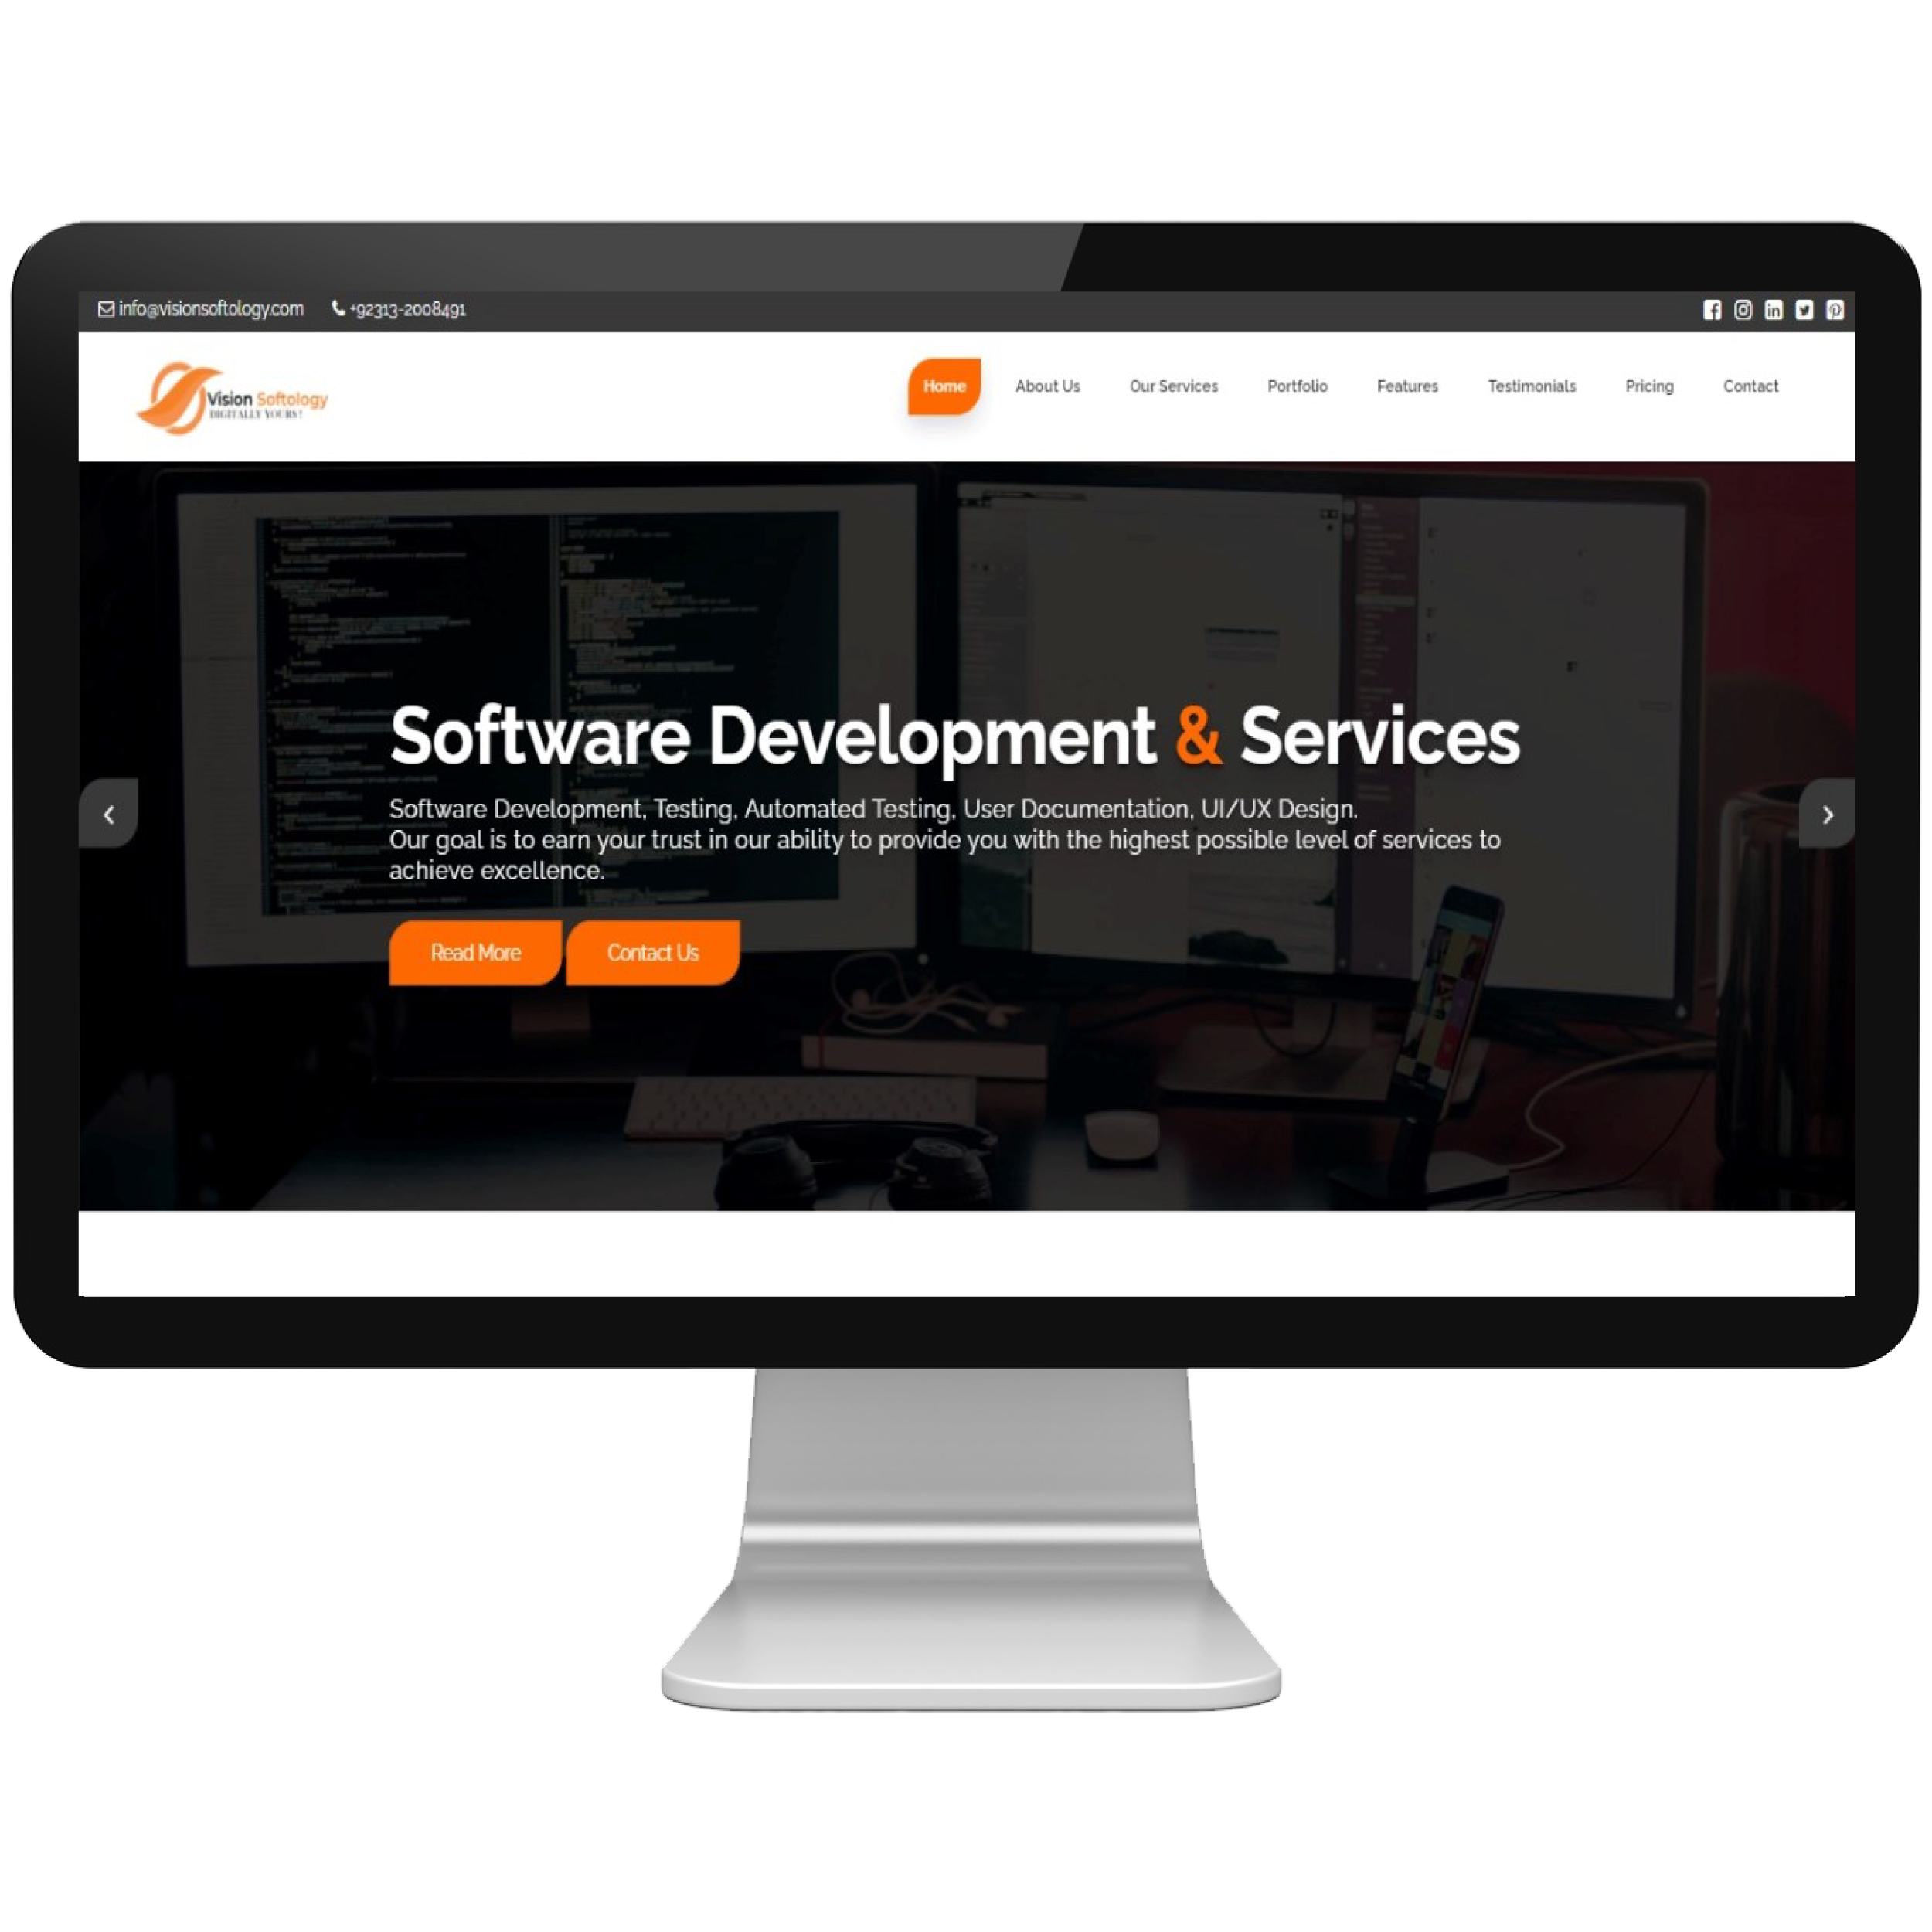 info@visionsoftology.com +92313-2008491
Vision Softology
DIGITALLY YOURS!
Home About Us Our Services Portfolio Features Testimonials Pricing Contact
Software Development & Services
Software Development, Testing, Automated Testing, User Documentation, UI/UX Design.
Our goal is to earn your trust in our ability to provide you with the highest possible level of services to
achieve excellence.
Read More Contact Us